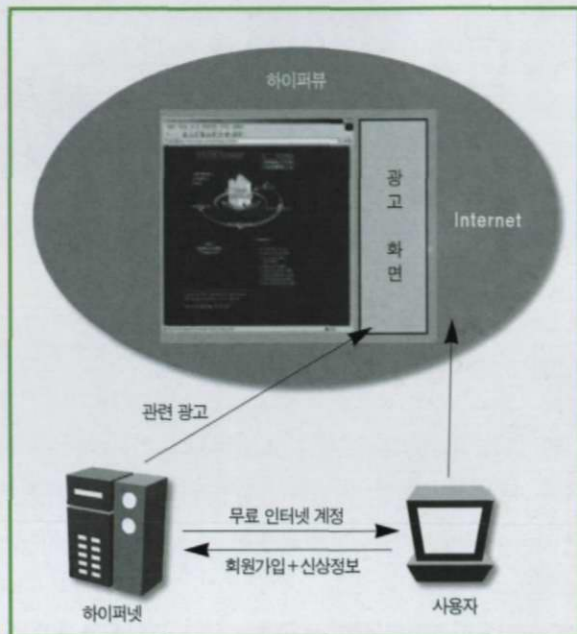 하이퍼뷰
광고 화면
Internet
관련 광고
무료 인터넷 계정
회원가입+신상정보
하이퍼넷
사용자